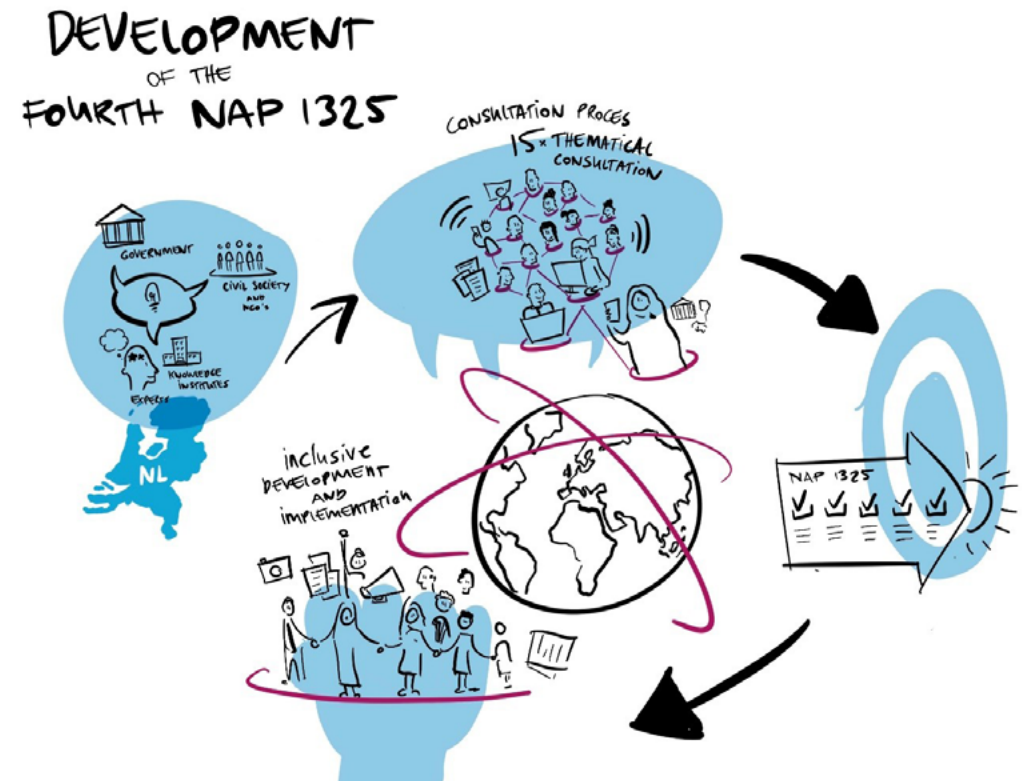 DEVELOPMENT
OF THE
FOURTH NAP 1325
CONSULTATION PROCES
15x THEMATICAL
CONSULTATION
GOVERNMENT
CIVIL SOCIETY
AND
NGO's
KNOWLEDGE
INSTITUTES
EXPERTS
NL
inclusive
DEVELOPMENT
AND
IMPLEMENTATION
NAP 1325
?